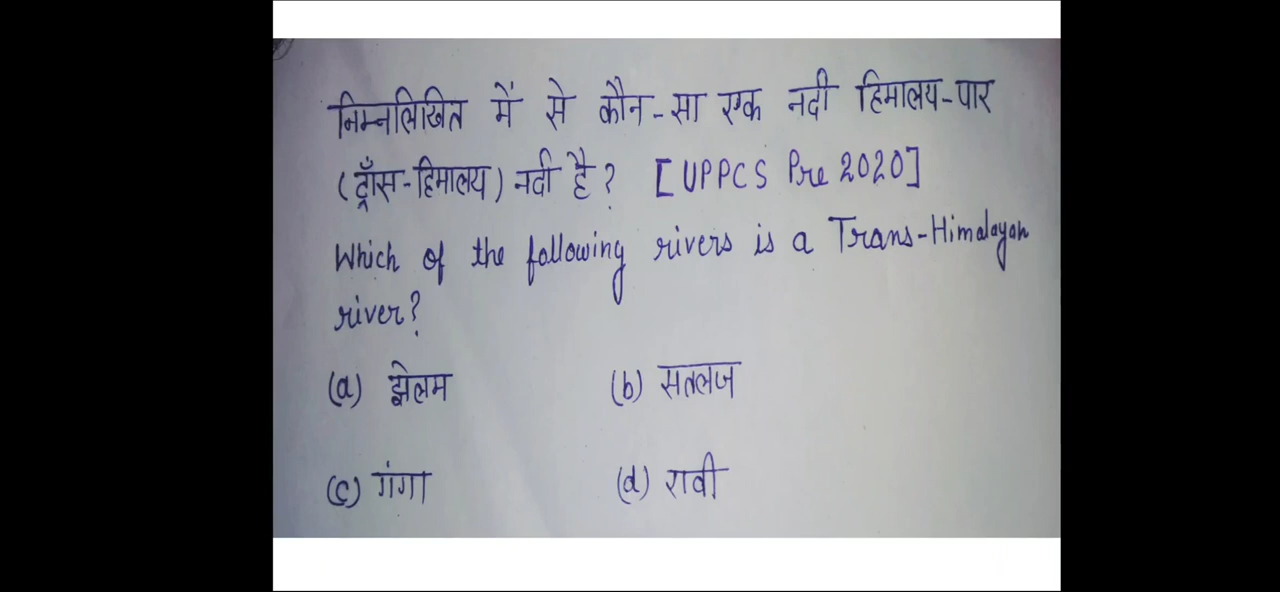 निम्नलिखित में से कौन-सा एक नदी हिमालय-पार
(ट्राँस-हिमालय) नदी है? [UPPCS Pre 2020]
Which of the following rivers is a Trans-Himalayan
river?
(a) झेलम (b) सतलज
(c) गंगा (d) रावी